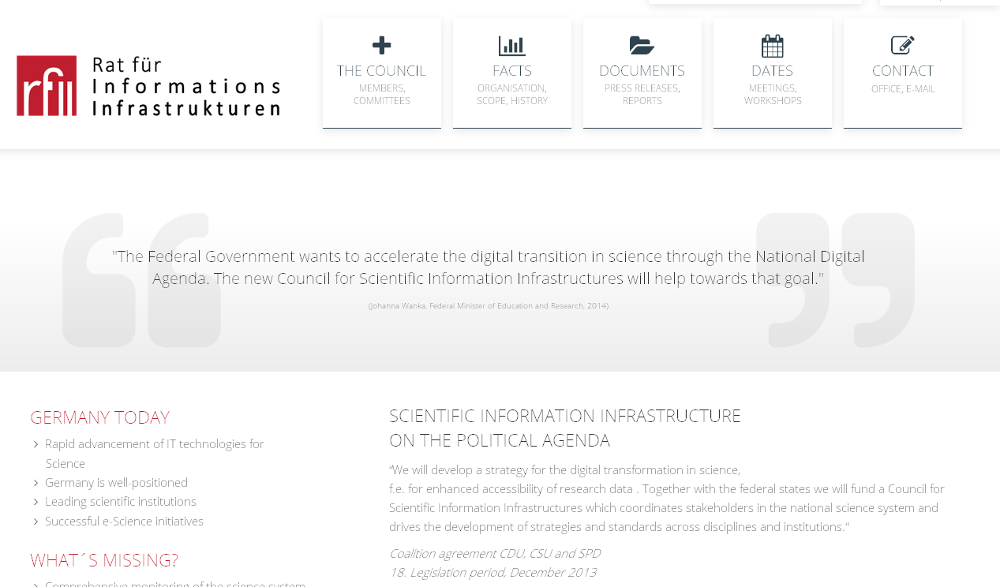 rfii
Rat für
Informations
Infrastrukturen
THE COUNCIL
MEMBERS,
COMMITTEES
FACTS
ORGANISATION,
SCOPE, HISTORY
DOCUMENTS
PRESS RELEASES,
REPORTS
DATES
MEETINGS,
WORKSHOPS
CONTACT
OFFICE, E-MAIL
"The Federal Government wants to accelerate the digital transition in science through the National Digital
Agenda. The new Council for Scientific Information Infrastructures will help towards that goal."
(Johanna Wanka, Federal Minister of Education and Research, 2014)
GERMANY TODAY
Rapid advancement of IT technologies for
Science
Germany is well-positioned
Leading scientific institutions
Successful e-Science initiatives
WHAT´S MISSING?
Comprehensive monitoring of the science system
SCIENTIFIC INFORMATION INFRASTRUCTURE
ON THE POLITICAL AGENDA
“We will develop a strategy for the digital transformation in science,
f.e. for enhanced accessibility of research data . Together with the federal states we will fund a Council for
Scientific Information Infrastructures which coordinates stakeholders in the national science system and
drives the development of strategies and standards across disciplines and institutions.“
Coalition agreement CDU, CSU and SPD
18. Legislation period, December 2013